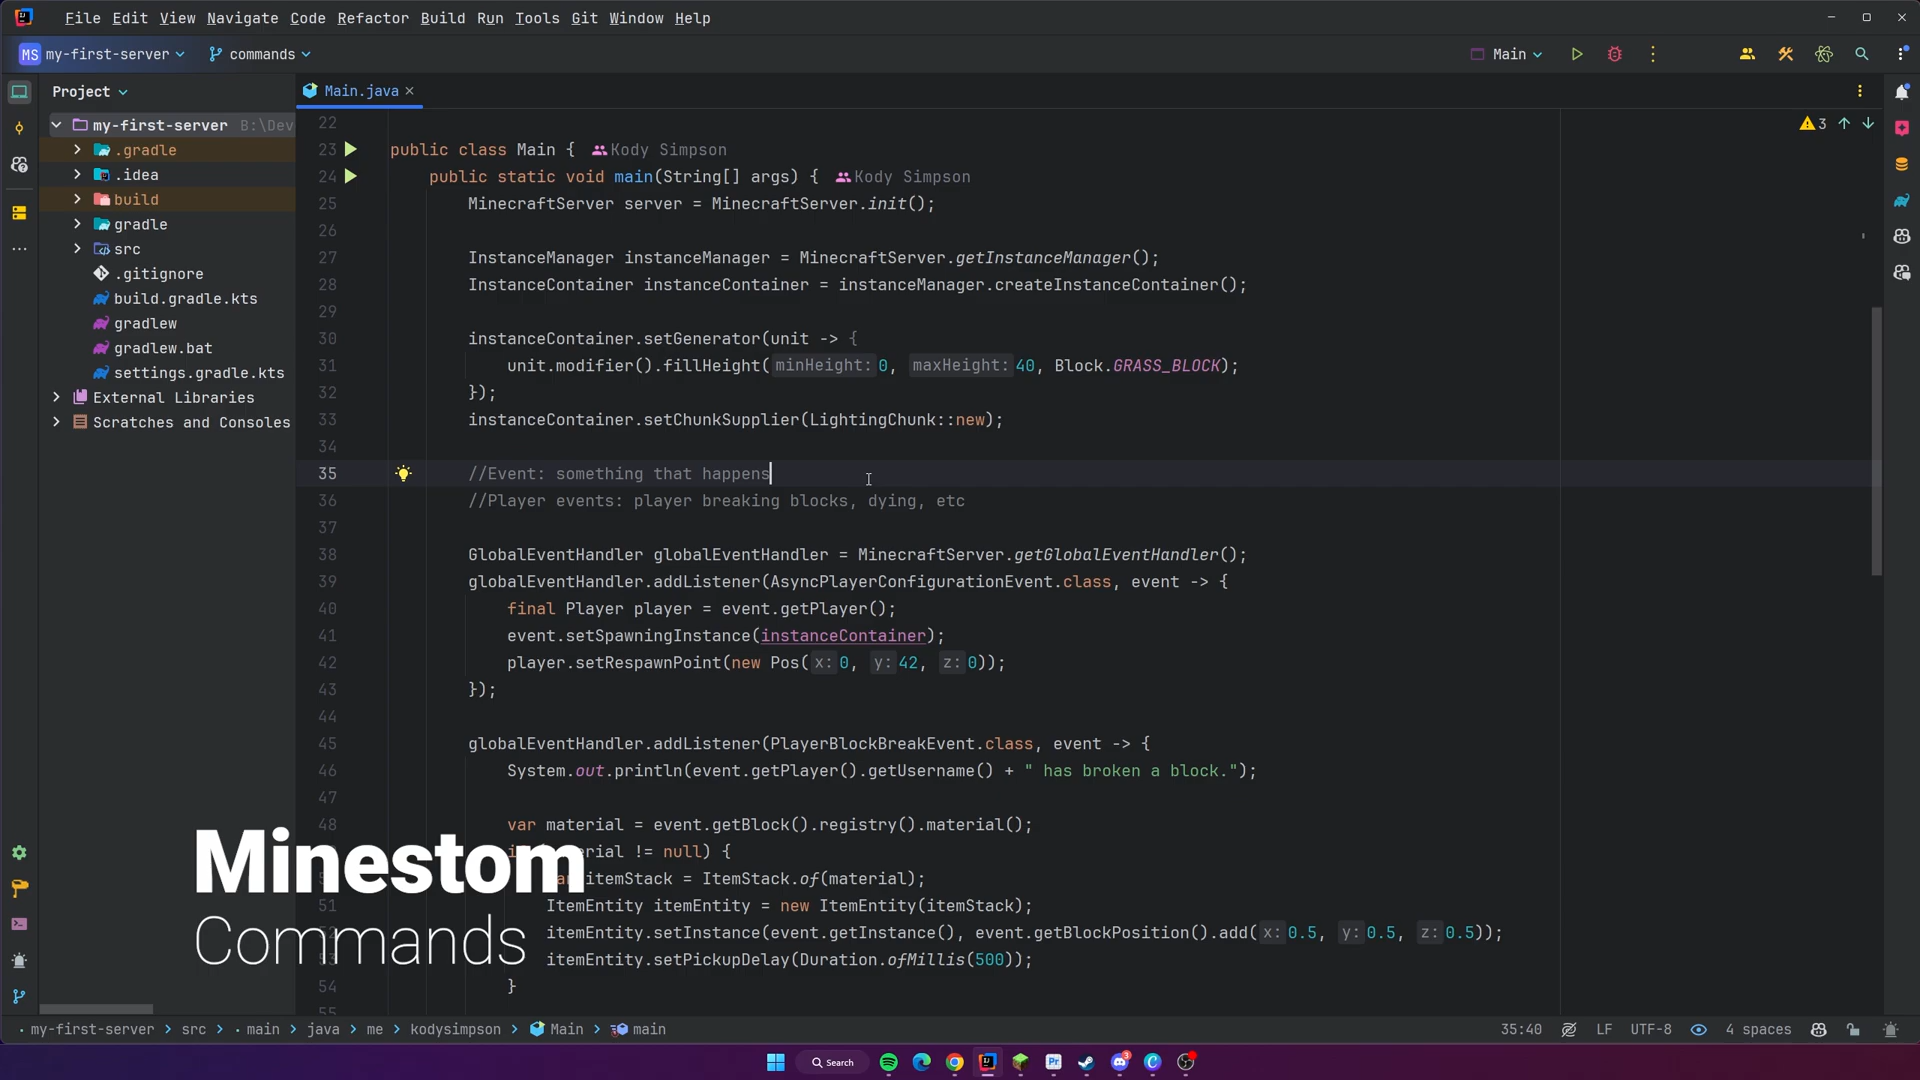 File Edit View Navigate Code Refactor Build Run Tools Git Window Help
MS my-first-server commands Main
Project
Main.java
my-first-server B:\Dev
.gradle
.idea
build
gradle
src
.gitignore
build.gradle.kts
gradlew
gradlew.bat
settings.gradle.kts
External Libraries
Scratches and Consoles
3
22
23 public class Main { Kody Simpson
24 public static void main(String[] args) { Kody Simpson
25 MinecraftServer server = MinecraftServer.init();
26
27 InstanceManager instanceManager = MinecraftServer.getInstanceManager();
28 InstanceContainer instanceContainer = instanceManager.createInstanceContainer();
29
30 instanceContainer.setGenerator(unit -> {
31 unit.modifier().fillHeight( minHeight: 0, maxHeight: 40, Block.GRASS_BLOCK);
32 });
33 instanceContainer.setChunkSupplier(LightingChunk::new);
34
35 //Event: something that happens
36 //Player events: player breaking blocks, dying, etc
37
38 GlobalEventHandler globalEventHandler = MinecraftServer.getGlobalEventHandler();
39 globalEventHandler.addListener(AsyncPlayerConfigurationEvent.class, event -> {
40 final Player player = event.getPlayer();
41 event.setSpawningInstance(instanceContainer);
42 player.setRespawnPoint(new Pos( x: 0, y: 42, z: 0));
43 });
44
45 globalEventHandler.addListener(PlayerBlockBreakEvent.class, event -> {
46 System.out.println(event.getPlayer().getUsername() + " has broken a block.");
47
48 var material = event.getBlock().registry().material();
erial != null) {
itemStack = ItemStack.of(material);
51 ItemEntity itemEntity = new ItemEntity(itemStack);
itemEntity.setInstance(event.getInstance(), event.getBlockPosition().add( x: 0.5, y: 0.5, z: 0.5));
itemEntity.setPickupDelay(Duration.ofMillis(500));
54 }
55
Minestom
Commands
my-first-server > src > main > java > me > kodysimpson > Main > main 35:40 LF UTF-8 4 spaces
Search
3